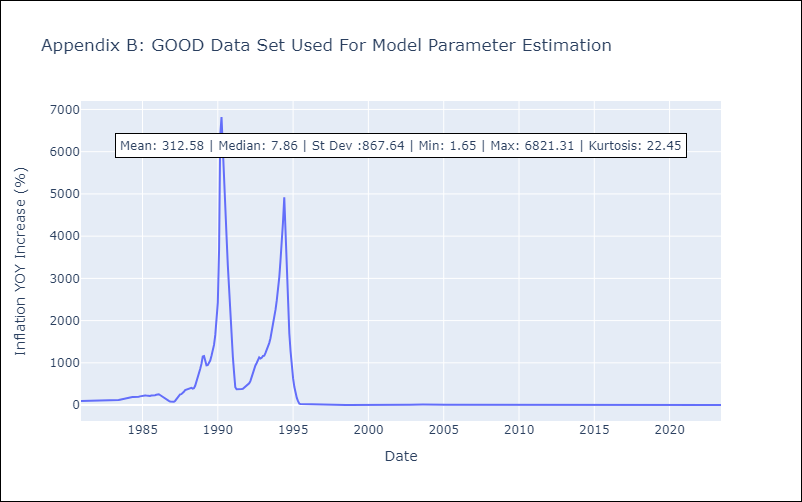 Appendix B: GOOD Data Set Used For Model Parameter Estimation
7000
Mean: 312.58 | Median: 7.86 | St Dev :867.64 | Min: 1.65 | Max: 6821.31 | Kurtosis: 22.45
6000
5000
4000
3000
2000
1000
0
Inflation YOY Increase (%)
1985 1990 1995 2000 2005 2010 2015 2020
Date